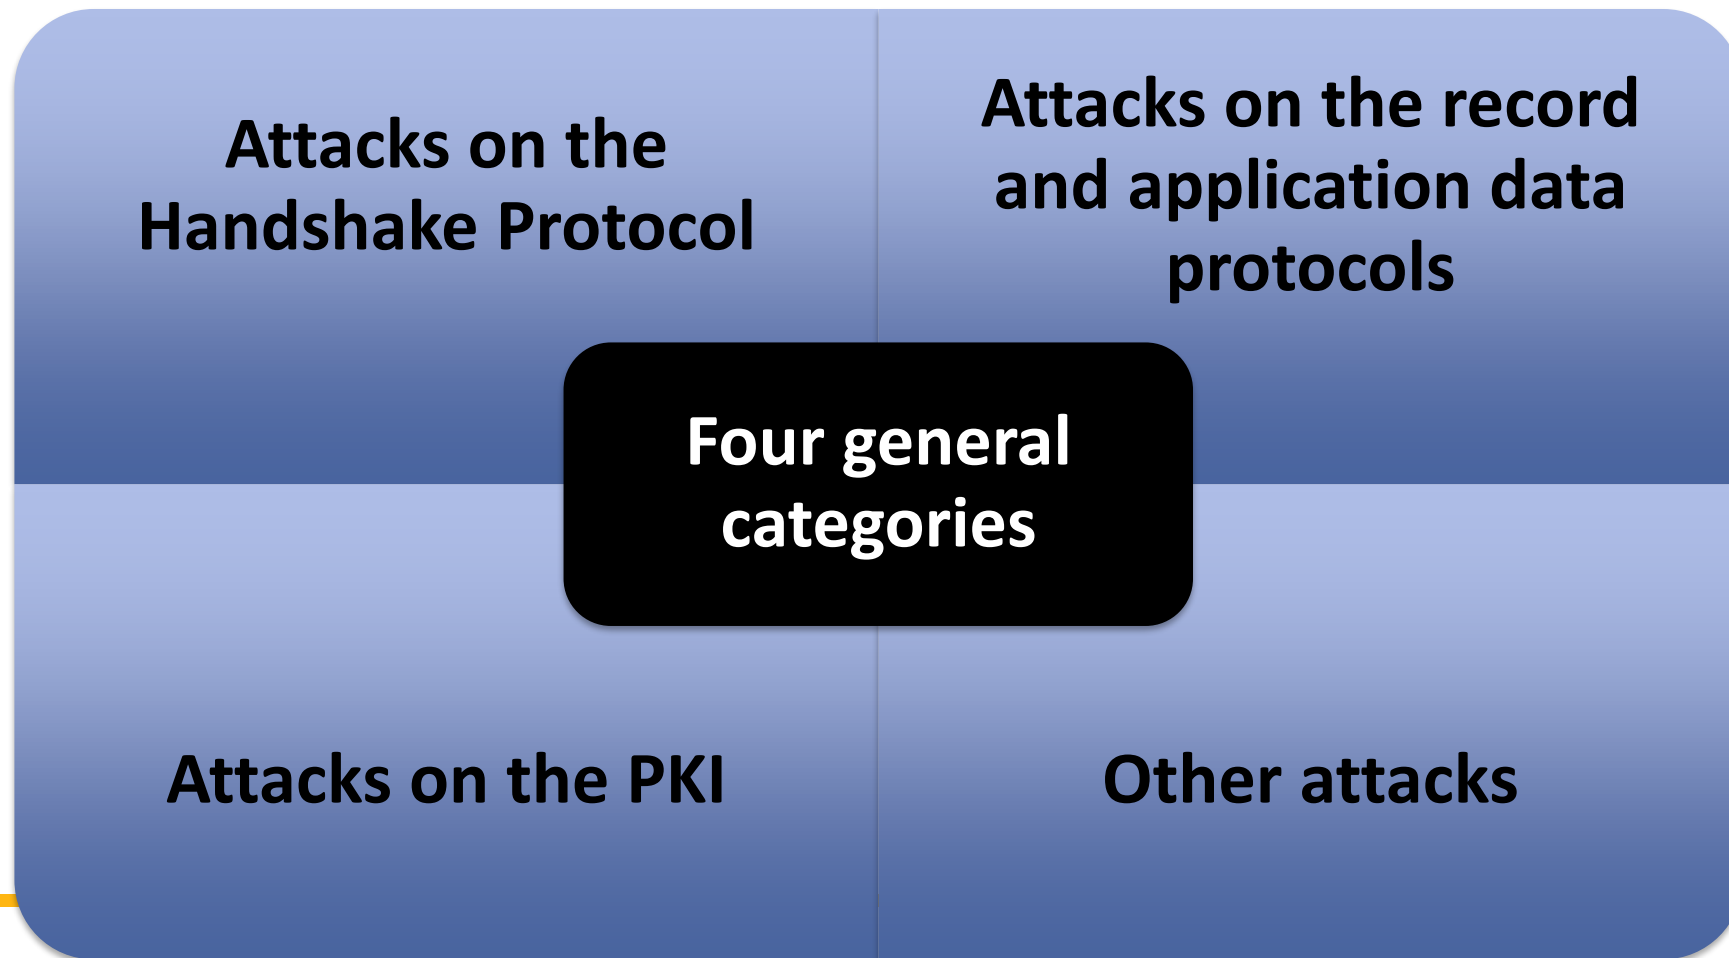 Attacks on the
Handshake Protocol
Attacks on the record
and application data
protocols
Four general
categories
Attacks on the PKI
Other attacks